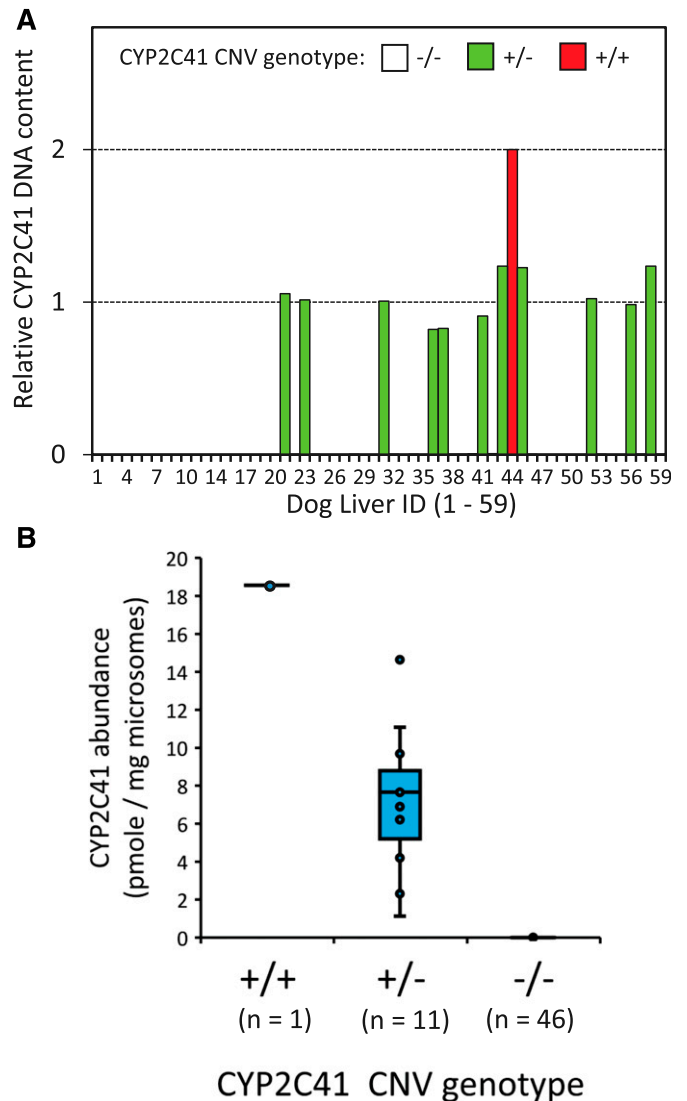 A
CYP2C41 CNV genotype: -/- +/- +/+
Relative CYP2C41 DNA content
2
1
0
1 4 7 10 14 17 20 23 26 29 32 35 38 41 44 47 50 53 56 59
Dog Liver ID (1 - 59)
B
CYP2C41 abundance
(pmole / mg microsomes)
20
18
16
14
12
10
8
6
4
2
0
+/+ +/- -/-
(n = 1) (n = 11) (n = 46)
CYP2C41 CNV genotype